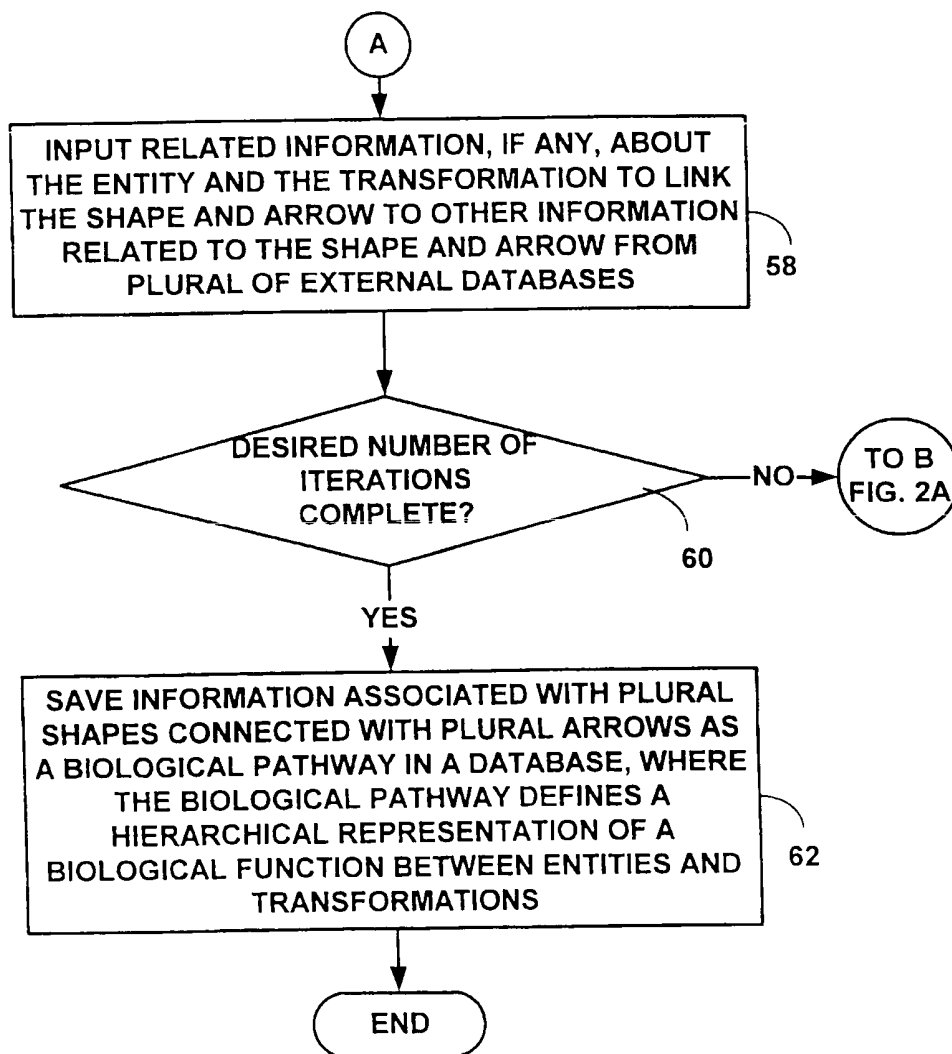 A
INPUT RELATED INFORMATION, IF ANY, ABOUT
THE ENTITY AND THE TRANSFORMATION TO LINK
THE SHAPE AND ARROW TO OTHER INFORMATION
RELATED TO THE SHAPE AND ARROW FROM
PLURAL OF EXTERNAL DATABASES
58
DESIRED NUMBER OF
ITERATIONS
COMPLETE?
NO
TO B
FIG. 2A
60
YES
SAVE INFORMATION ASSOCIATED WITH PLURAL
SHAPES CONNECTED WITH PLURAL ARROWS AS
A BIOLOGICAL PATHWAY IN A DATABASE, WHERE
THE BIOLOGICAL PATHWAY DEFINES A
HIERARCHICAL REPRESENTATION OF A
BIOLOGICAL FUNCTION BETWEEN ENTITIES AND
TRANSFORMATIONS
62
END